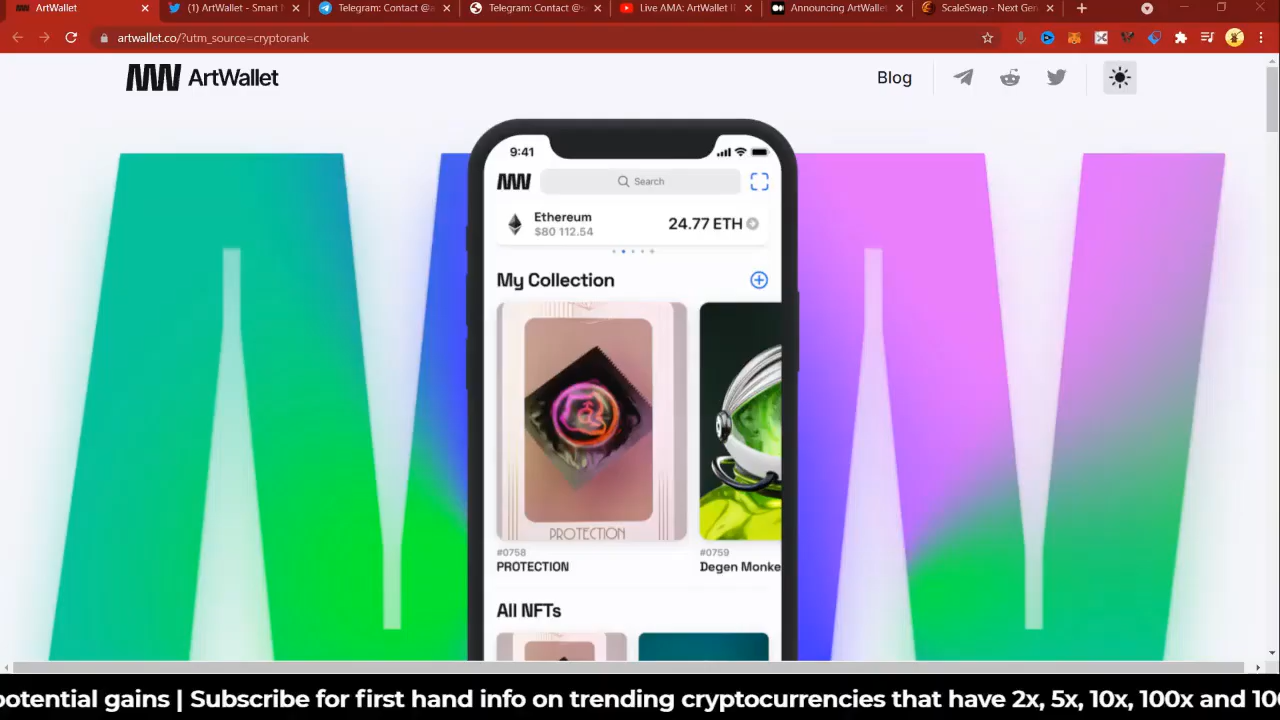 ArtWallet
(1) ArtWallet - Smart N
Telegram: Contact @a
Telegram: Contact @s
Live AMA: ArtWallet I
Announcing ArtWallet
ScaleSwap - Next Gen
artwallet.co/?utm_source=cryptorank
ArtWallet
Blog
9:41
Search
Ethereum
$80 112.54
24.77 ETH
My Collection
PROTECTION
#0758
PROTECTION
#0759
Degen Monke
All NFTs
potential gains | Subscribe for first hand info on trending cryptocurrencies that have 2x, 5x, 10x, 100x and 10